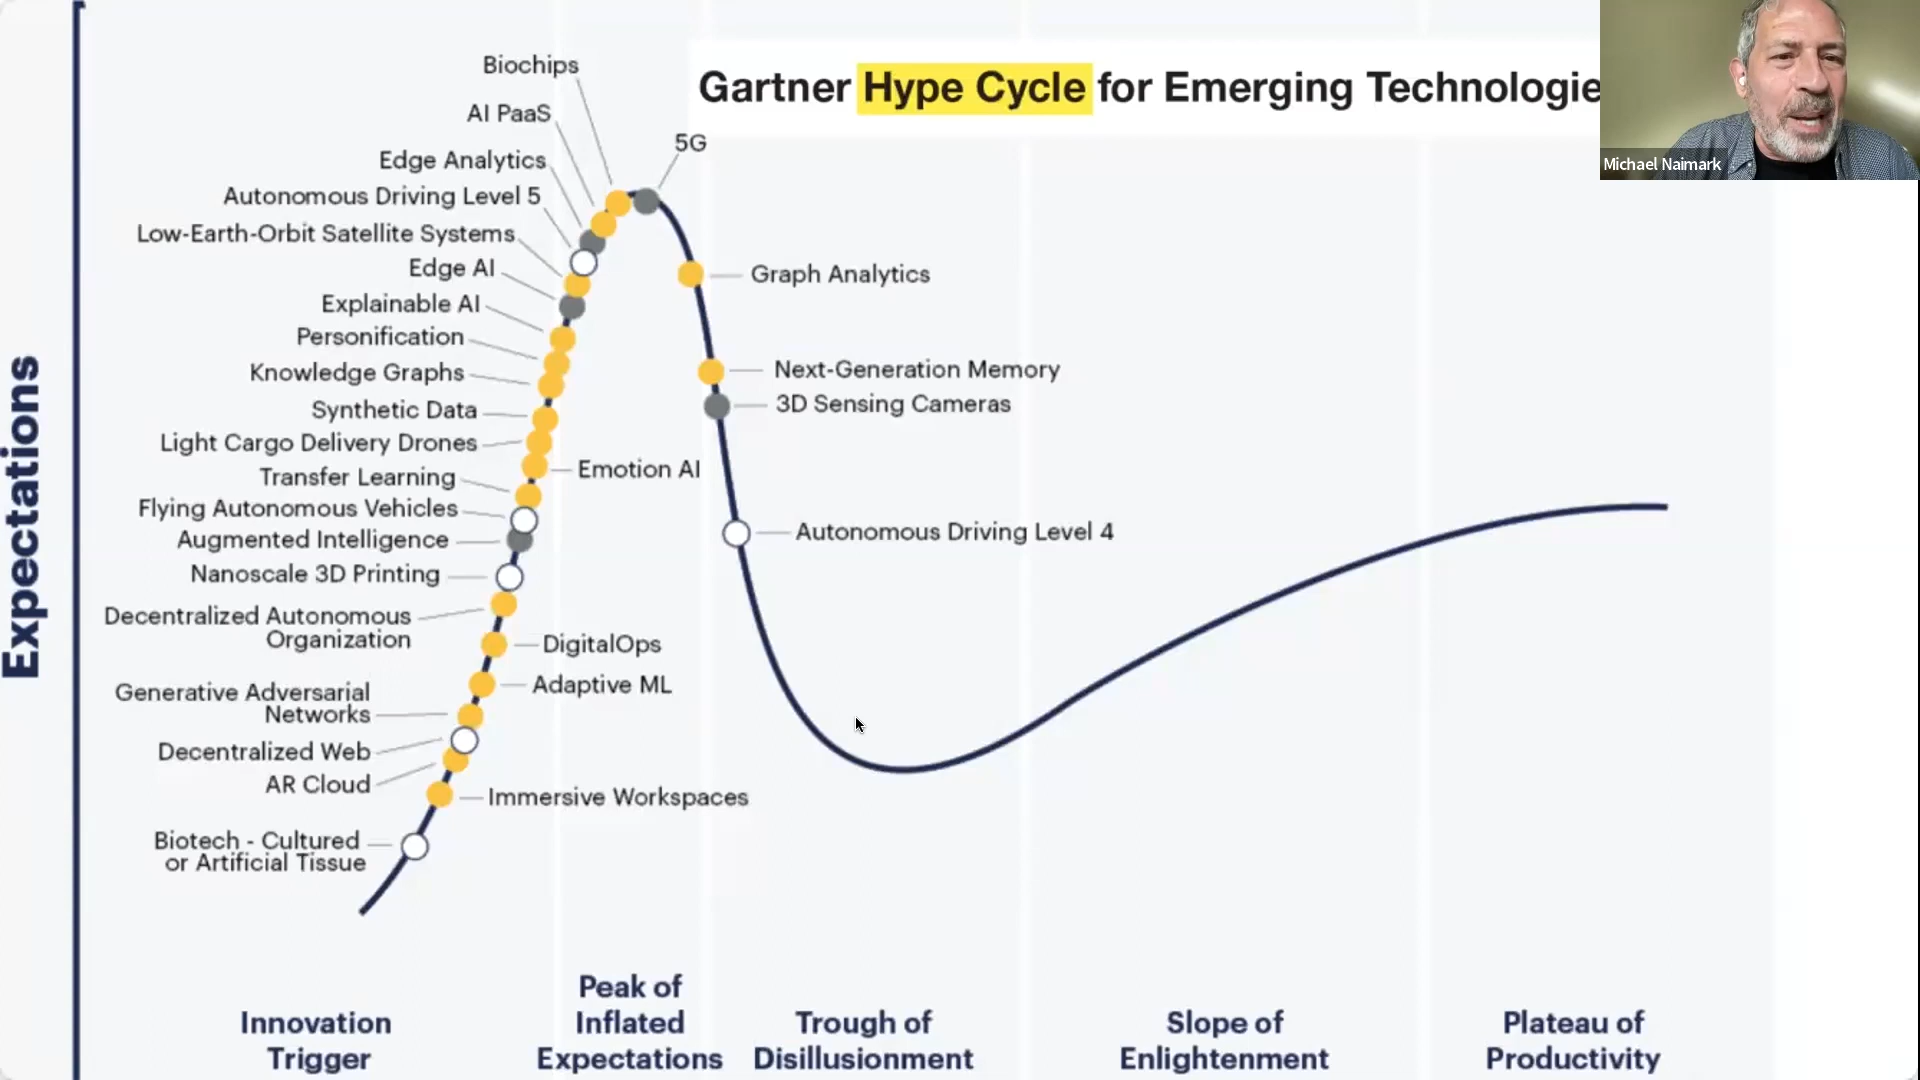 Gartner Hype Cycle for Emerging Technologie
Michael Naimark
Expectations
Biochips
AI PaaS
5G
Edge Analytics
Autonomous Driving Level 5
Low-Earth-Orbit Satellite Systems
Edge AI
Graph Analytics
Explainable AI
Personification
Knowledge Graphs
Next-Generation Memory
3D Sensing Cameras
Synthetic Data
Light Cargo Delivery Drones
Emotion AI
Transfer Learning
Flying Autonomous Vehicles
Autonomous Driving Level 4
Augmented Intelligence
Nanoscale 3D Printing
Decentralized Autonomous
Organization
DigitalOps
Adaptive ML
Generative Adversarial
Networks
Decentralized Web
AR Cloud
Immersive Workspaces
Biotech - Cultured
or Artificial Tissue
Innovation
Trigger
Peak of
Inflated
Expectations
Trough of
Disillusionment
Slope of
Enlightenment
Plateau of
Productivity